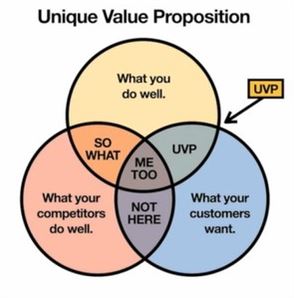 Unique Value Proposition
What you
do well.
UVP
SO
WHAT
UVP
ME
TOO
What your
competitors
do well.
NOT
HERE
What your
customers
want.